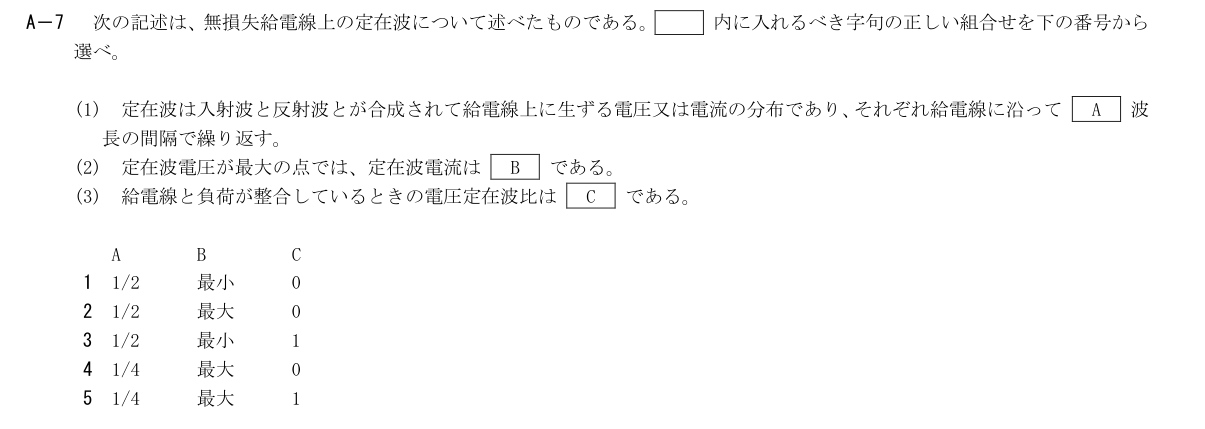 A－7　次の記述は、無損失給電線上の定在波について述べたものである。　　内に入れるべき字句の正しい組合せを下の番号から
選べ。
(1)　定在波は入射波と反射波とが合成されて給電線上に生ずる電圧又は電流の分布であり、それぞれ給電線に沿って A 波
長の間隔で繰り返す。
(2)　定在波電圧が最大の点では、定在波電流は B である。
(3)　給電線と負荷が整合しているときの電圧定在波比は C である。
A B C
1 1/2 最小 0
2 1/2 最大 0
3 1/2 最小 1
4 1/4 最大 0
5 1/4 最大 1